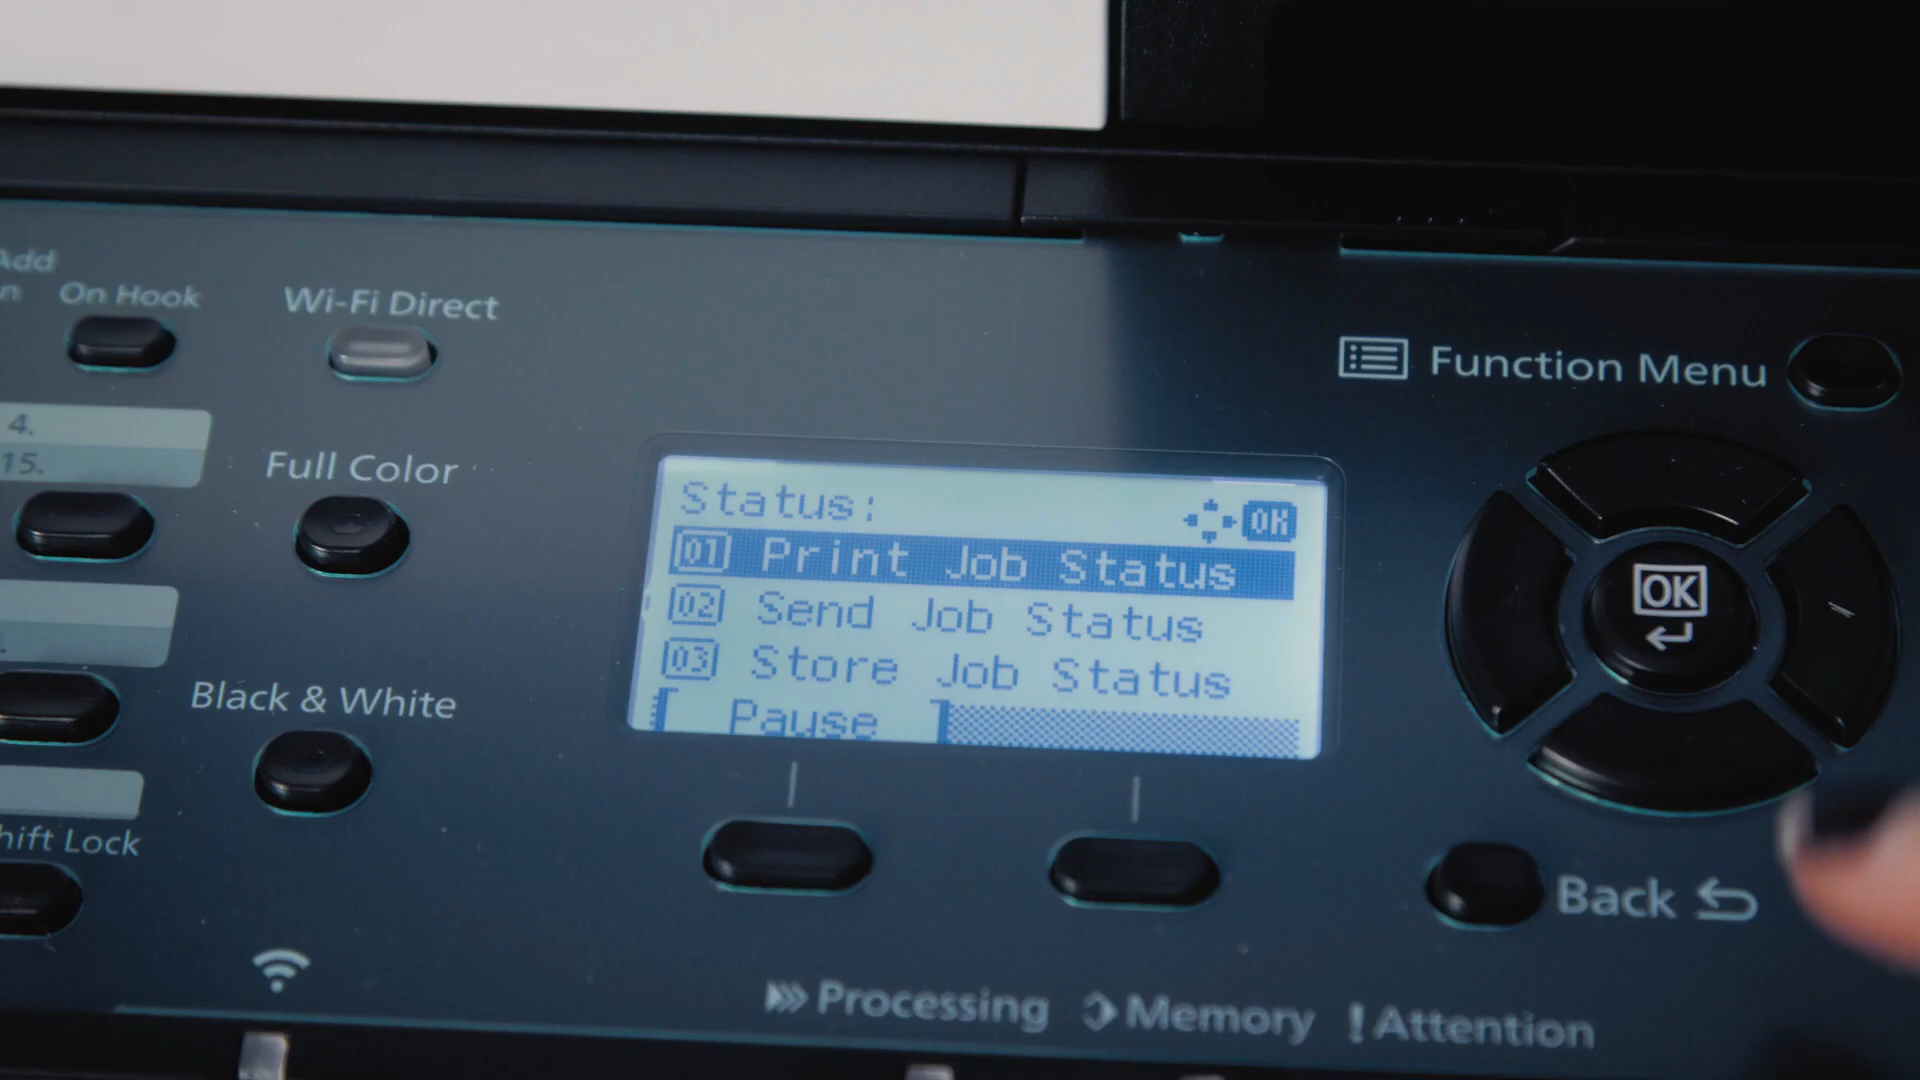 Add
On Hook
Wi-Fi Direct
Function Menu
4.
15.
Full Color
Status:
OK
01 Print Job Status
02 Send Job Status
03 Store Job Status
[ Pause ]
OK
Black & White
hift Lock
Back
Processing
Memory
! Attention